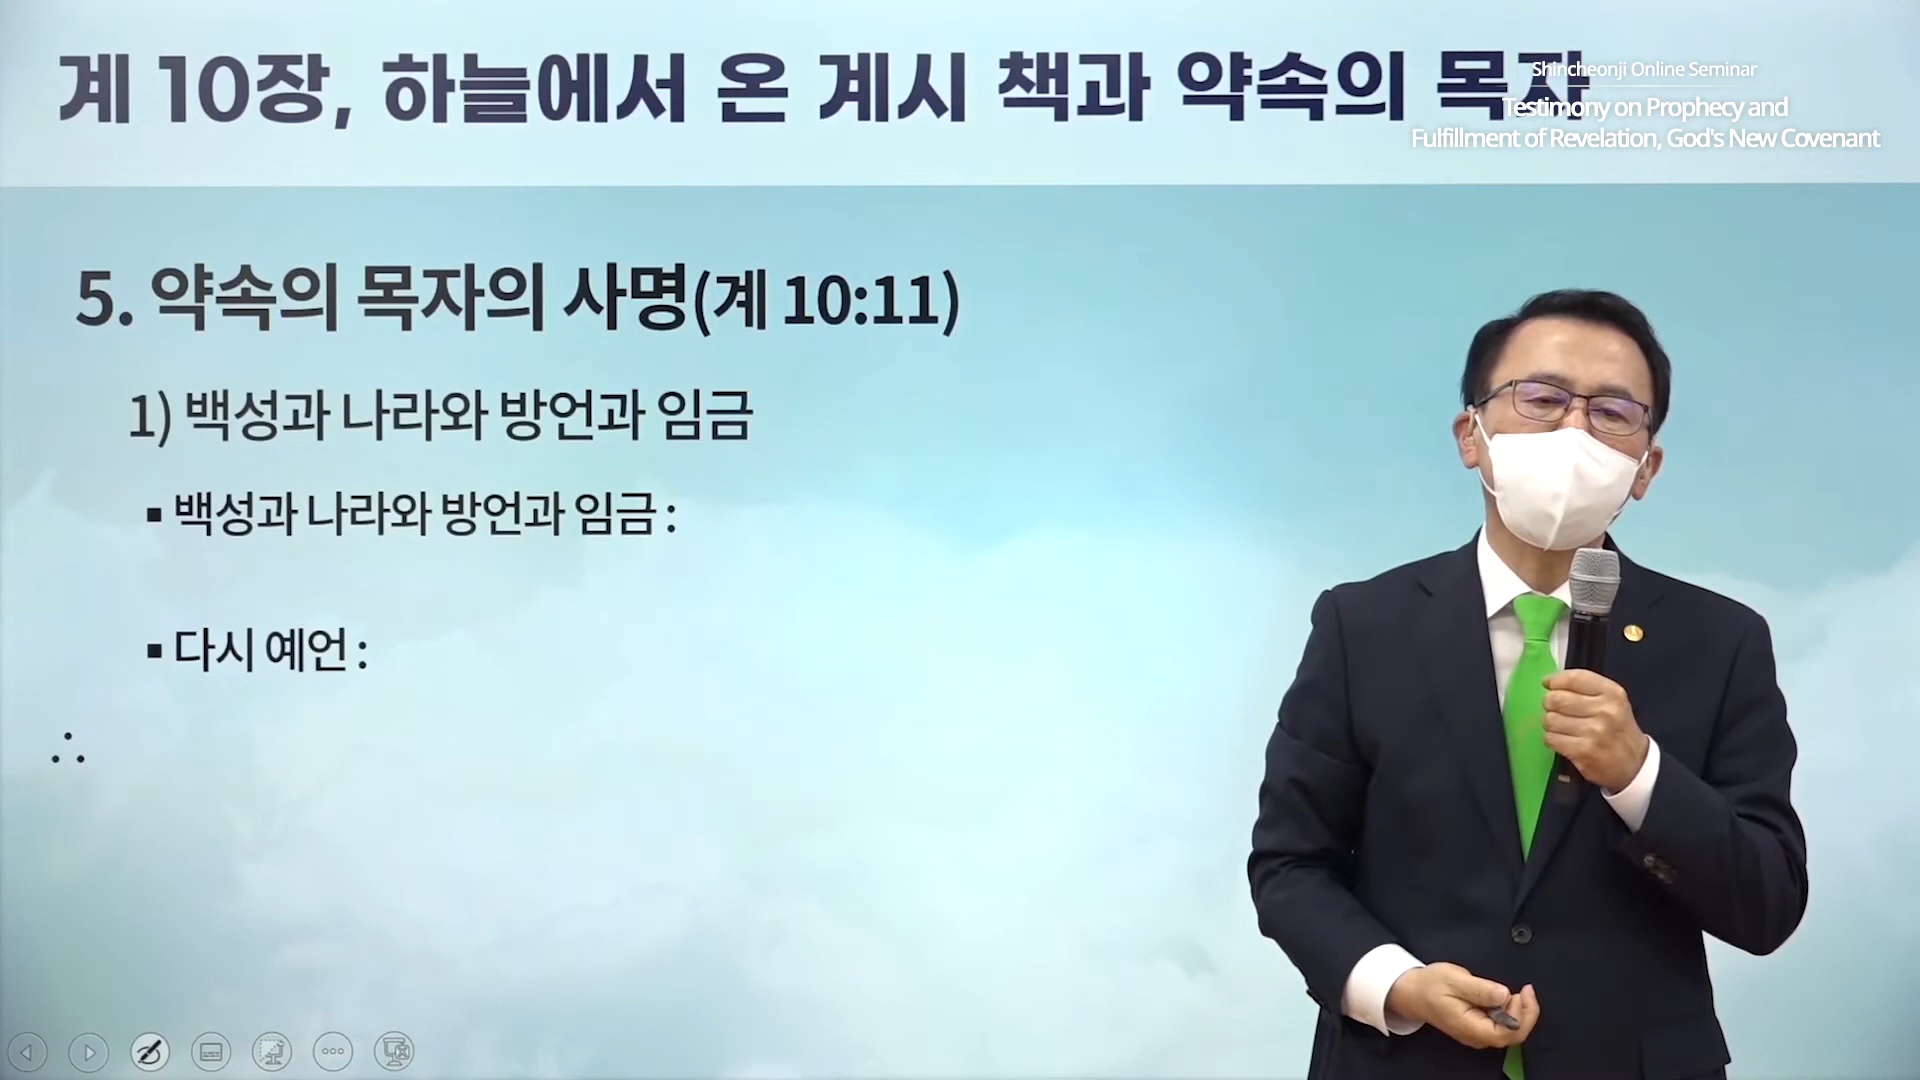 계 10장, 하늘에서 온 계시 책과 약속의 목자
Shincheonji Online Seminar
Testimony on Prophecy and
Fulfillment of Revelation, God's New Covenant
5. 약속의 목자의 사명(계 10:11)
1) 백성과 나라와 방언과 임금
▪ 백성과 나라와 방언과 임금 :
▪ 다시 예언 :
∴